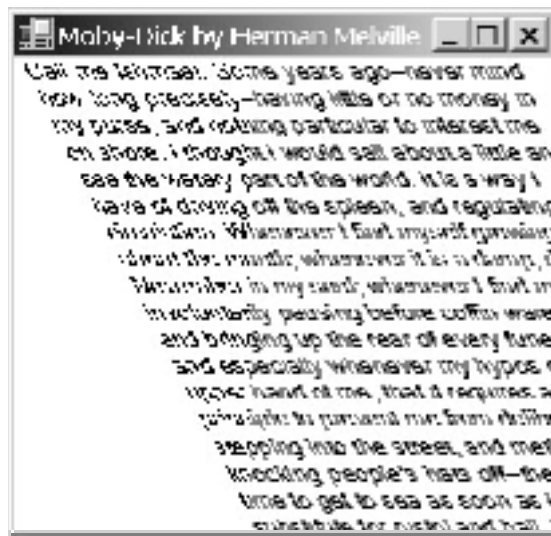 Moby-Dick by Herman Melville
Call me Ishmael. Some years ago—never mind
how long precisely—having little or no money in
my purse, and nothing particular to interest me
on shore, I thought I would sail about a little an
see the watery part of the world. It is a way I
have of driving off the spleen, and regulating
circulation. Whenever I find myself growing
about the mouth; whenever it is a damp, d
November in my soul; whenever I find m
involuntarily pausing before coffin ware
and bringing up the rear of every fune
and especially whenever my hypos
upper hand of me, that it requires a
principle to prevent me from
stepping into the street, and met
knocking people's hats off—the
time to get to sea as soon as I
substitute for pistol and ball.